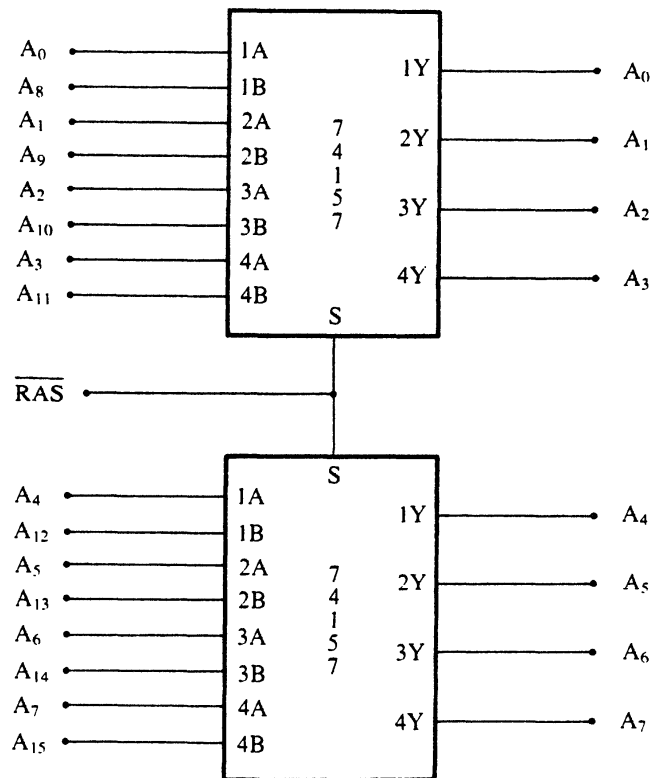 A₀ 1A 1Y A₀
A₈ 1B
A₁ 2A 2Y A₁
A₉ 2B
A₂ 3A 3Y A₂
A₁₀ 3B
A₃ 4A 4Y A₃
A₁₁ 4B
7
4
1
5
7
S
R̅A̅S̅
S
A₄ 1A 1Y A₄
A₁₂ 1B
A₅ 2A 2Y A₅
A₁₃ 2B
A₆ 3A 3Y A₆
A₁₄ 3B
A₇ 4A 4Y A₇
A₁₅ 4B
7
4
1
5
7